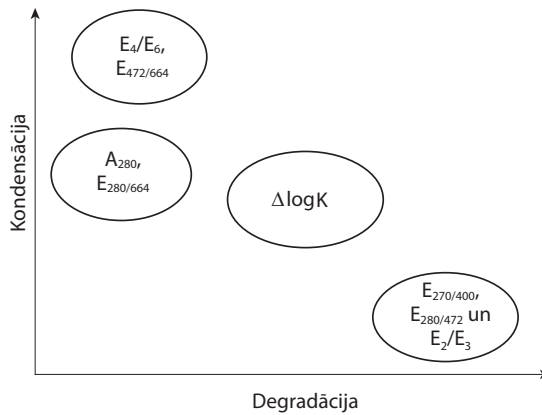 Kondensācija
E₄/E₆,
E₄₇₂/₆₆₄
A₂₈₀,
E₂₈₀/₆₆₄
ΔlogK
E₂₇₀/₄₀₀,
E₂₈₀/₄₇₂ un
E₂/E₃
Degradācija